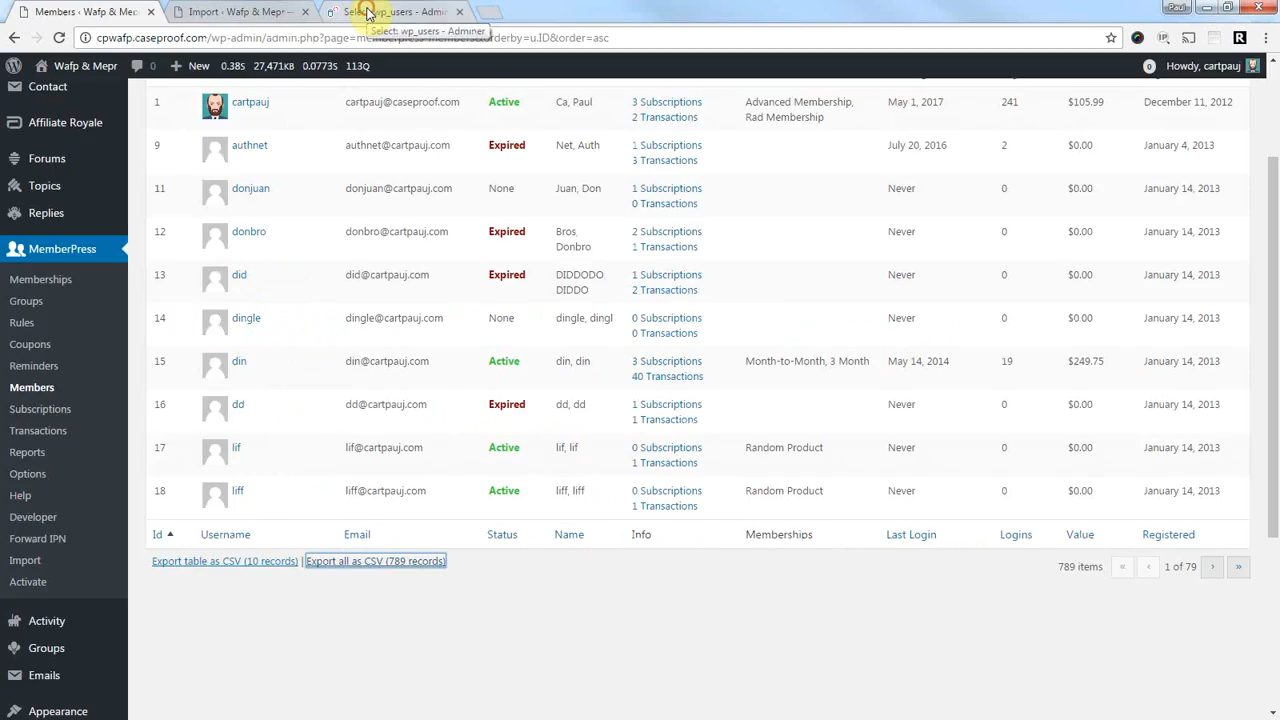 Members ‹ Wafp & Mepr
Import ‹ Wafp & Mepr
Select: wp_users - Admin
Paul
cpwafp.caseproof.com/wp-admin/admin.php?page=memberpress-members&orderby=u.ID&order=asc
Select: wp_users - Adminer
Wafp & Mepr
0
New
0.38S
27,471KB
0.0773S
113Q
0
Howdy, cartpauj
Contact
Affiliate Royale
Forums
Topics
Replies
MemberPress
Memberships
Groups
Rules
Coupons
Reminders
Members
Subscriptions
Transactions
Reports
Options
Help
Developer
Forward IPN
Import
Activate
Activity
Groups
Emails
Appearance
1 cartpauj cartpauj@caseproof.com Active Ca, Paul 3 Subscriptions Advanced Membership, May 1, 2017 241 $105.99 December 11, 2012
2 Transactions Rad Membership
9 authnet authnet@cartpauj.com Expired Net, Auth 1 Subscriptions July 20, 2016 2 $0.00 January 4, 2013
3 Transactions
11 donjuan donjuan@cartpauj.com None Juan, Don 1 Subscriptions Never 0 $0.00 January 14, 2013
0 Transactions
12 donbro donbro@cartpauj.com Expired Bros, 2 Subscriptions Never 0 $0.00 January 14, 2013
Donbro 1 Transactions
13 did did@cartpauj.com Expired DIDDODO 1 Subscriptions Never 0 $0.00 January 14, 2013
DIDDO 2 Transactions
14 dingle dingle@cartpauj.com None dingle, dingl 0 Subscriptions Never 0 $0.00 January 14, 2013
0 Transactions
15 din din@cartpauj.com Active din, din 3 Subscriptions Month-to-Month, 3 Month May 14, 2014 19 $249.75 January 14, 2013
40 Transactions
16 dd dd@cartpauj.com Expired dd, dd 1 Subscriptions Never 0 $0.00 January 14, 2013
1 Transactions
17 lif lif@cartpauj.com Active lif, lif 0 Subscriptions Random Product Never 0 $0.00 January 14, 2013
1 Transactions
18 liff liff@cartpauj.com Active liff, liff 0 Subscriptions Random Product Never 0 $0.00 January 14, 2013
1 Transactions
Id Username Email Status Name Info Memberships Last Login Logins Value Registered
Export table as CSV (10 records) | Export all as CSV (789 records)
789 items « ‹ 1 of 79 › »